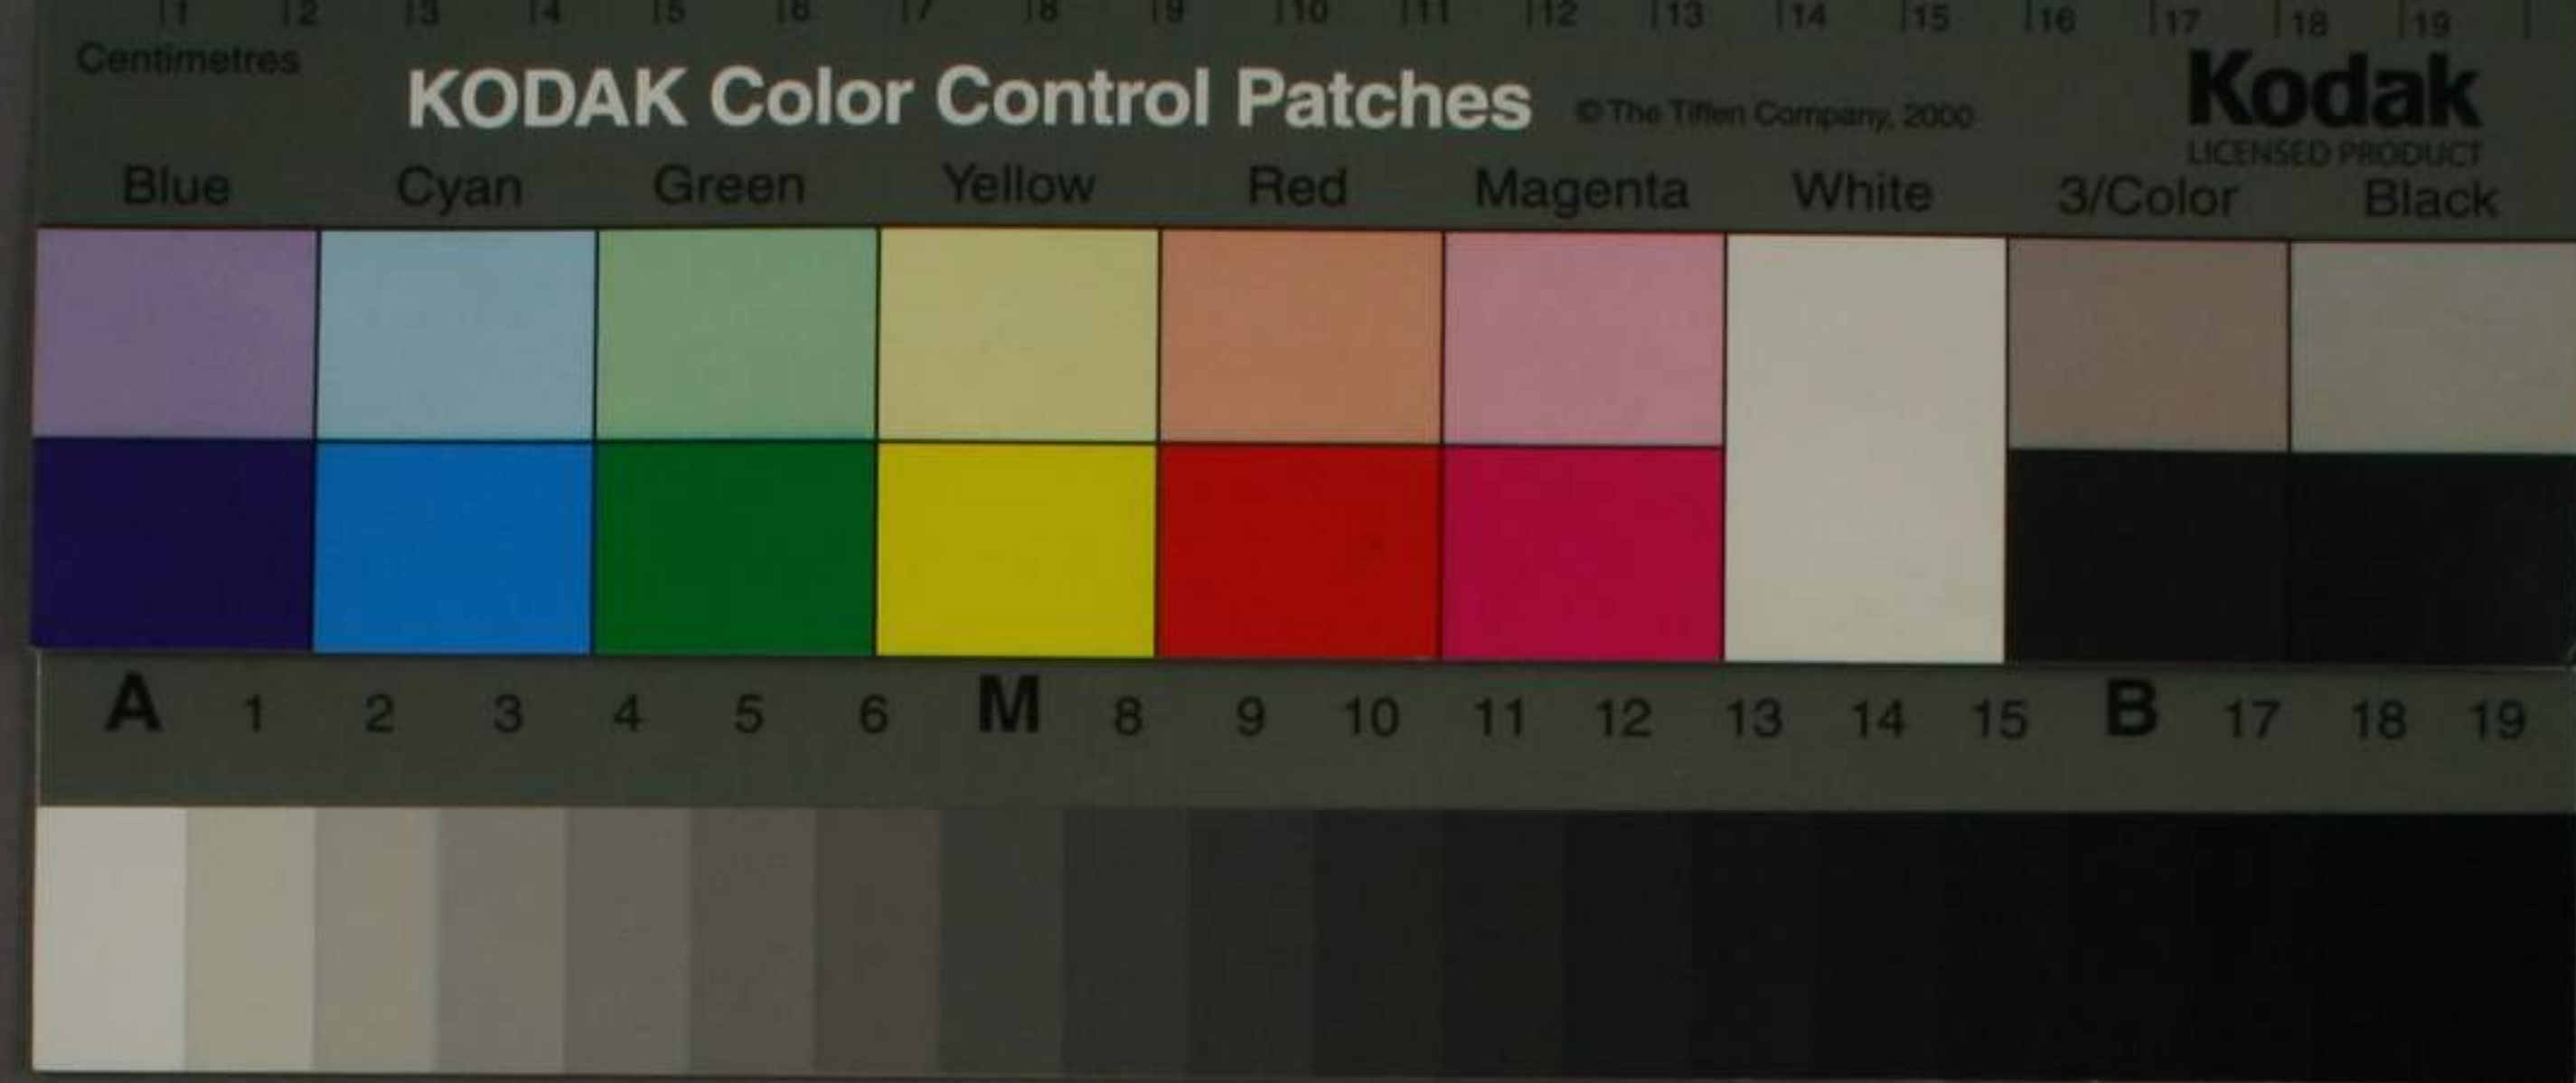 1 2 3 4 5 6 7 8 9 10 11 12 13 14 15 16 17 18 19
Centimetres
KODAK Color Control Patches
© The Tiffen Company, 2000
Kodak
LICENSED PRODUCT
Blue Cyan Green Yellow Red Magenta White 3/Color Black
A 1 2 3 4 5 6 M 8 9 10 11 12 13 14 15 B 17 18 19